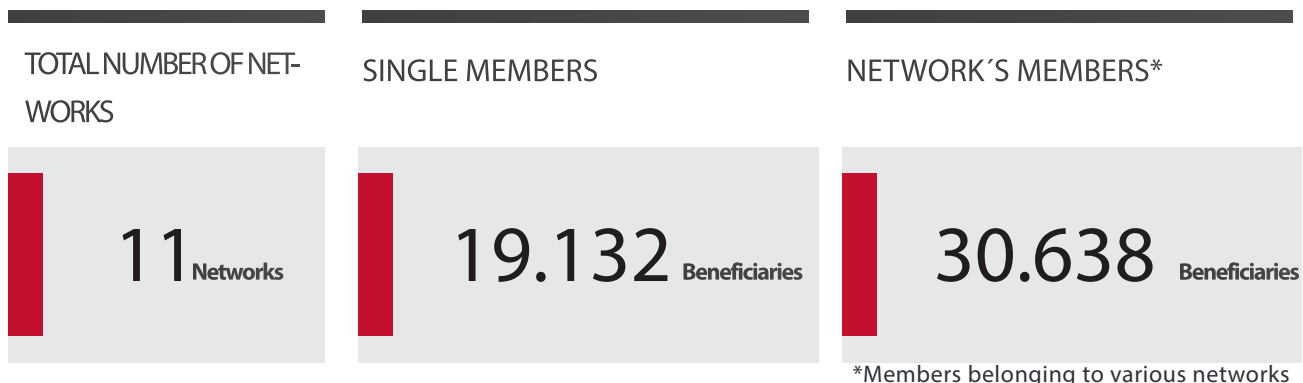 TOTAL NUMBER OF NET-
WORKS
SINGLE MEMBERS
NETWORK´S MEMBERS*
11 Networks
19.132 Beneficiaries
30.638 Beneficiaries
*Members belonging to various networks